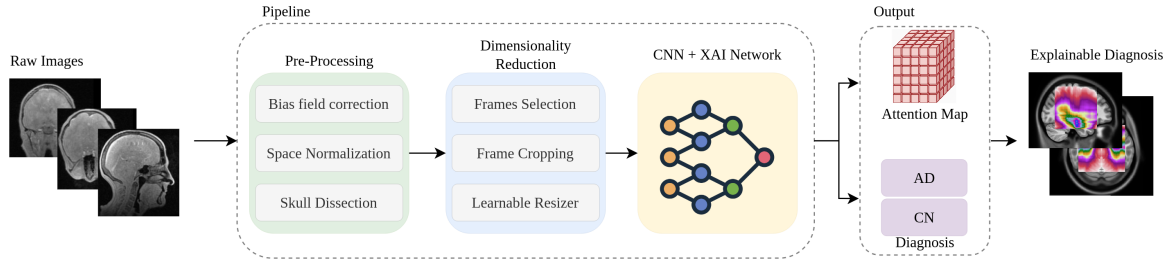 Raw Images
Pipeline
Pre-Processing
Bias field correction
Space Normalization
Skull Dissection
Dimensionality
Reduction
Frames Selection
Frame Cropping
Learnable Resizer
CNN + XAI Network
Output
Attention Map
AD
CN
Diagnosis
Explainable Diagnosis